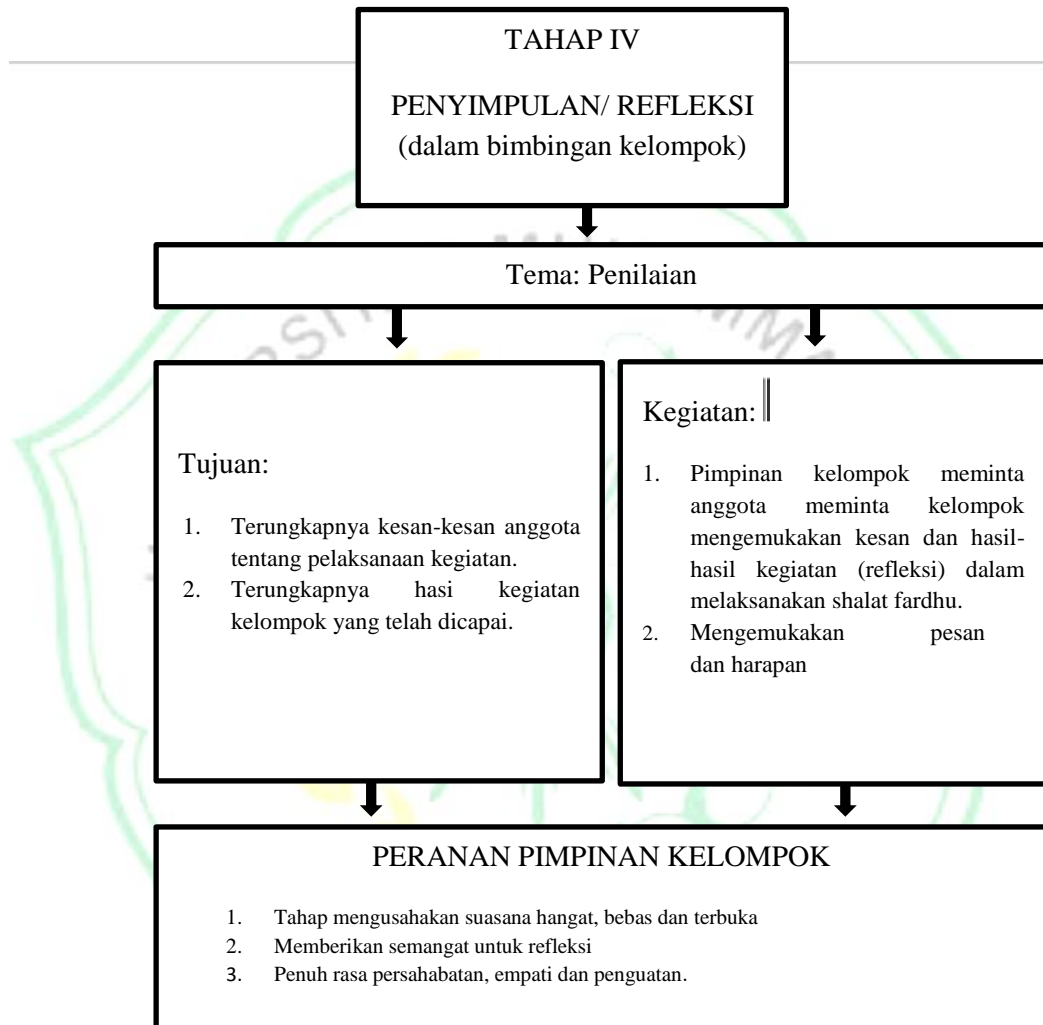 TAHAP IV
PENYIMPULAN/ REFLEKSI
(dalam bimbingan kelompok)
Tema: Penilaian
Tujuan:
1. Terungkapnya kesan-kesan anggota
tentang pelaksanaan kegiatan.
2. Terungkapnya hasi kegiatan
kelompok yang telah dicapai.
Kegiatan:
1. Pimpinan kelompok meminta
anggota meminta kelompok
mengemukakan kesan dan hasil-
hasil kegiatan (refleksi) dalam
melaksanakan shalat fardhu.
2. Mengemukakan pesan
dan harapan
PERANAN PIMPINAN KELOMPOK
1. Tahap mengusahakan suasana hangat, bebas dan terbuka
2. Memberikan semangat untuk refleksi
3. Penuh rasa persahabatan, empati dan penguatan.